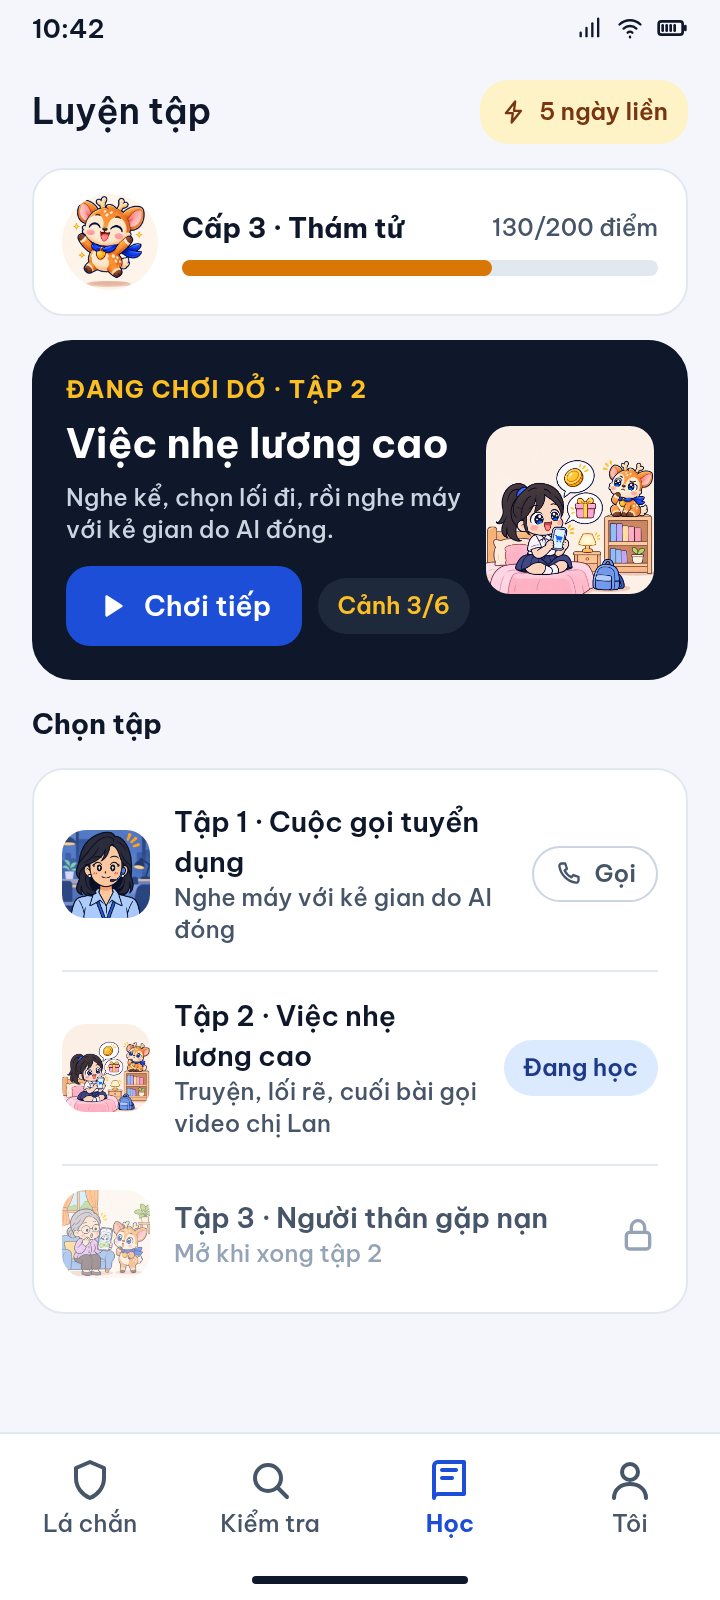 10:42
Luyện tập
5 ngày liền
Cấp 3 · Thám tử
130/200 điểm
ĐANG CHƠI DỞ · TẬP 2
Việc nhẹ lương cao
Nghe kể, chọn lối đi, rồi nghe máy
với kẻ gian do AI đóng.
Chơi tiếp
Cảnh 3/6
Chọn tập
Tập 1 · Cuộc gọi tuyển
dụng
Nghe máy với kẻ gian do AI
đóng
Gọi
Tập 2 · Việc nhẹ
lương cao
Truyện, lối rẽ, cuối bài gọi
video chị Lan
Đang học
Tập 3 · Người thân gặp nạn
Mở khi xong tập 2
Lá chắn
Kiểm tra
Học
Tôi